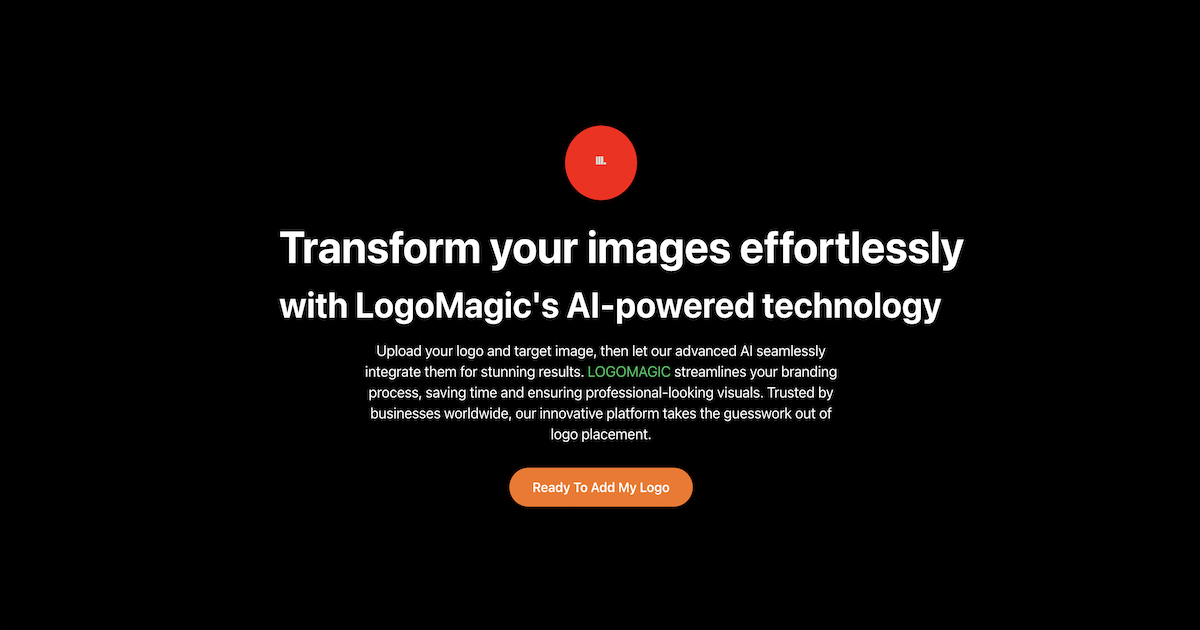 Transform your images effortlessly
with LogoMagic's AI-powered technology
Upload your logo and target image, then let our advanced AI seamlessly
integrate them for stunning results. LOGOMAGIC streamlines your branding
process, saving time and ensuring professional-looking visuals. Trusted by
businesses worldwide, our innovative platform takes the guesswork out of
logo placement.
Ready To Add My Logo